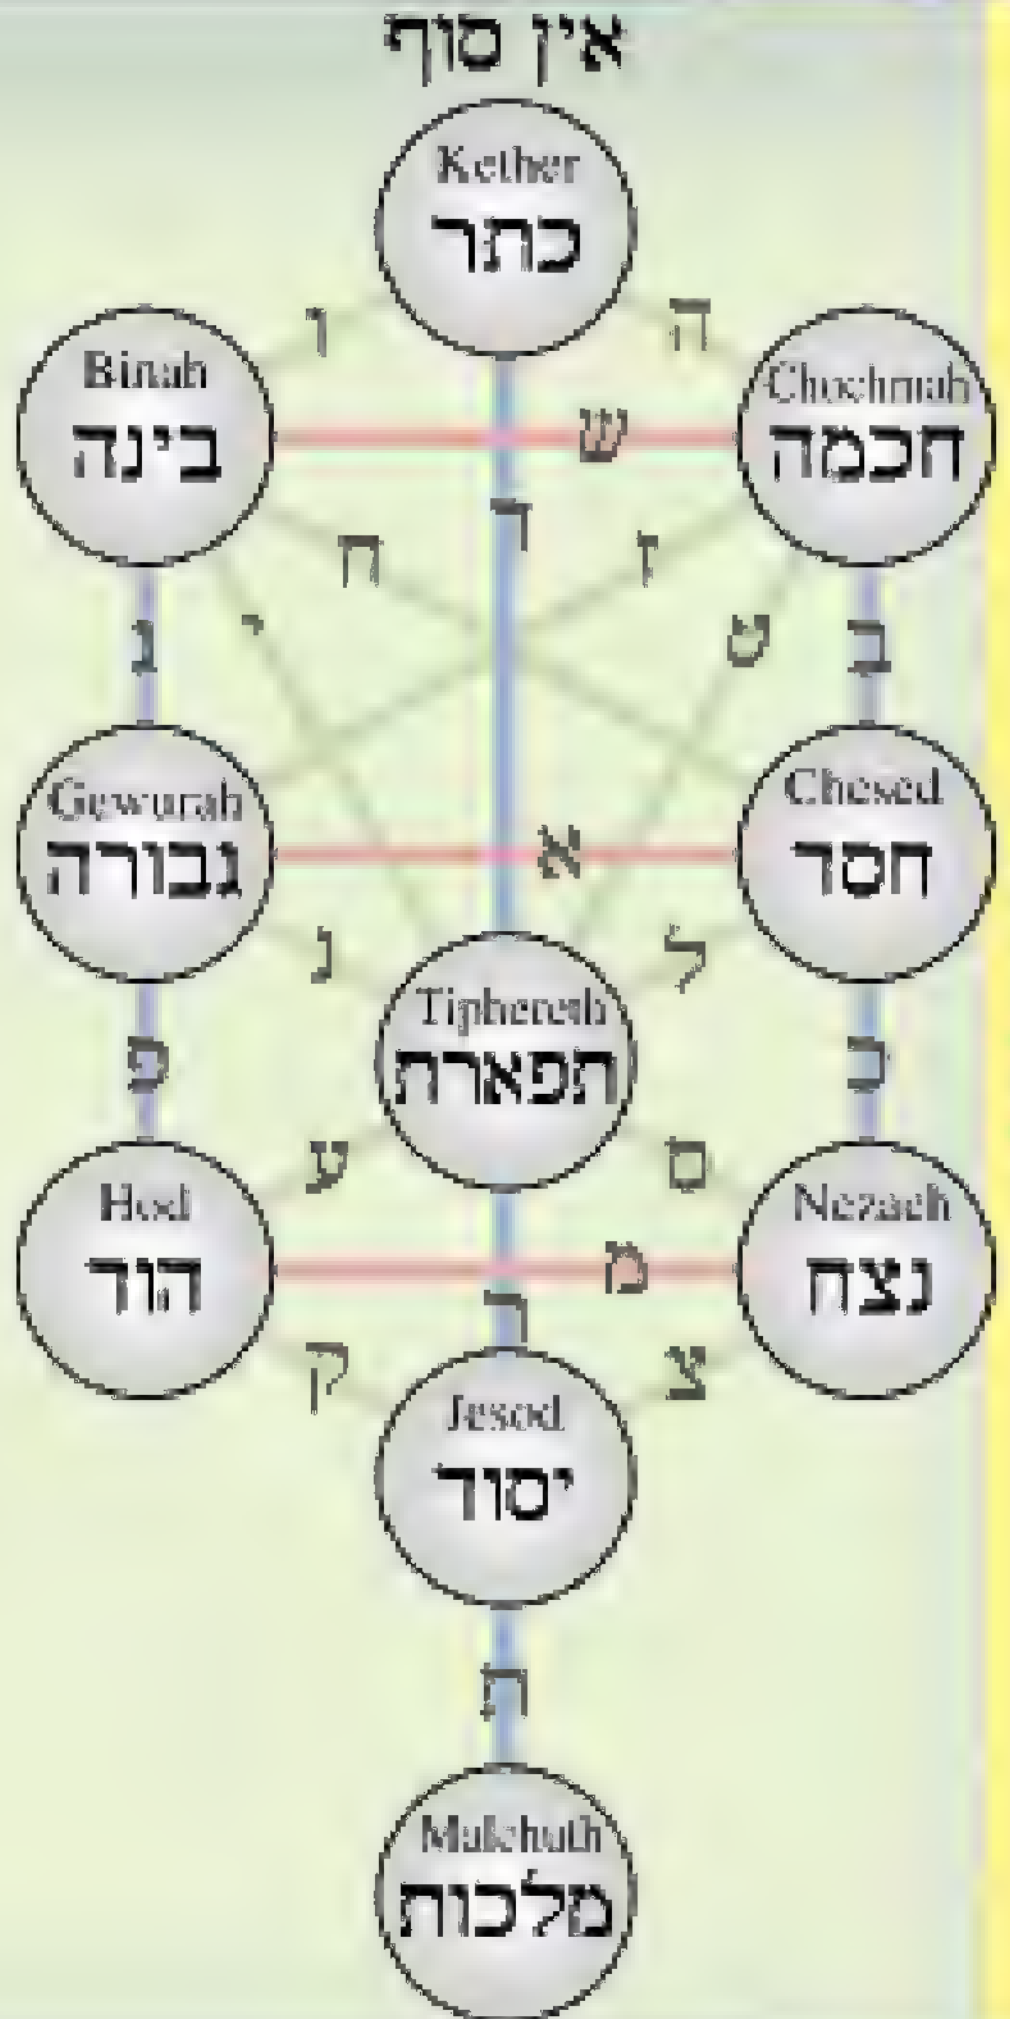 אין סוף
Kether
כתר
ו
ה
Binah
בינה
Chochmah
חכמה
ש
ד
ח
ז
ג
י
ט
ב
Gewurah
גבורה
Chesed
חסד
א
נ
ל
Tiphereth
תפארת
פ
כ
ע
ס
Hod
הוד
Nezach
נצח
מ
ר
ק
צ
Jesod
יסוד
ת
Malchuth
מלכות